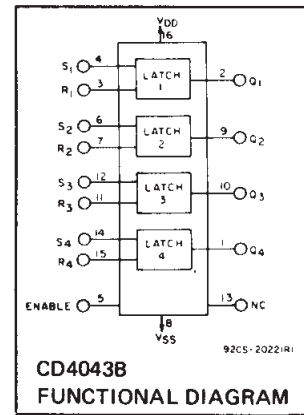 VDD
16
S1 4
R1 3
LATCH
1
2 Q1
S2 6
R2 7
LATCH
2
9 Q2
S3 12
R3 11
LATCH
3
10 Q3
S4 14
R4 15
LATCH
4
1 Q4
ENABLE 5
13 NC
8
VSS
92CS-20221R1
CD4043B
FUNCTIONAL DIAGRAM